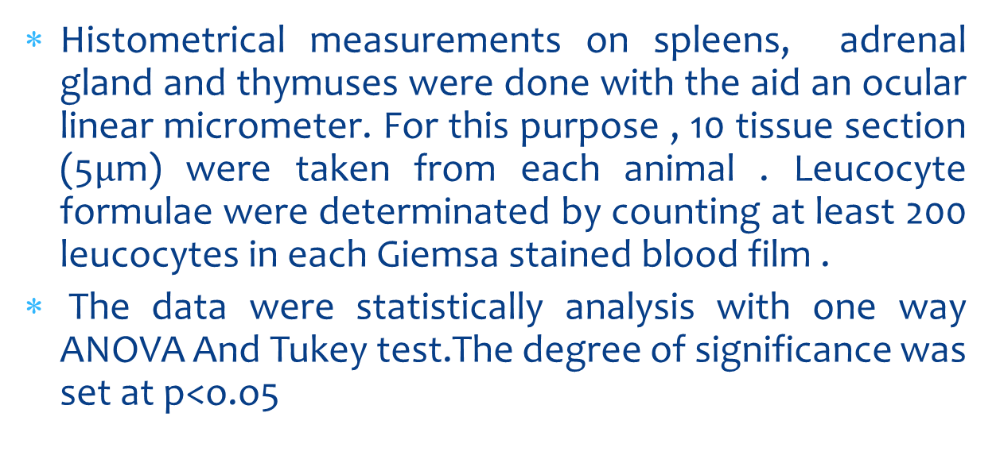 * Histometrical measurements on spleens, adrenal
gland and thymuses were done with the aid an ocular
linear micrometer. For this purpose , 10 tissue section
(5µm) were taken from each animal . Leucocyte
formulae were determinated by counting at least 200
leucocytes in each Giemsa stained blood film .
* The data were statistically analysis with one way
ANOVA And Tukey test.The degree of significance was
set at p<0.05